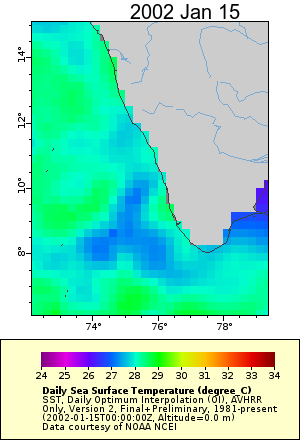 2002 Jan 15
14°
12°
10°
8°
74° 76° 78°
24 25 26 27 28 29 30 31 32 33 34
Daily Sea Surface Temperature (degree_C)
SST, Daily Optimum Interpolation (OI), AVHRR
Only, Version 2, Final+Preliminary, 1981-present
(2002-01-15T00:00:00Z, Altitude=0.0 m)
Data courtesy of NOAA NCEI